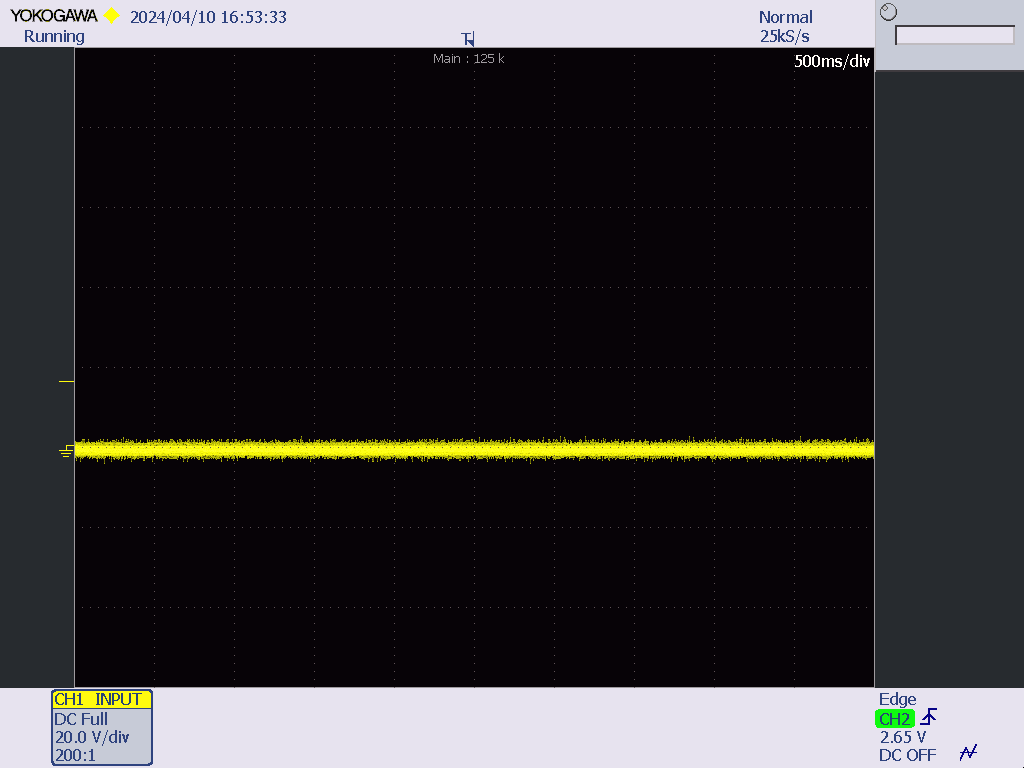 YOKOGAWA 2024/04/10 16:53:33
Normal
Running
25kS/s
T
Main : 125 k
500ms/div
CH1 INPUT
DC Full
20.0 V/div
200:1
Edge
CH2
2.65 V
DC OFF